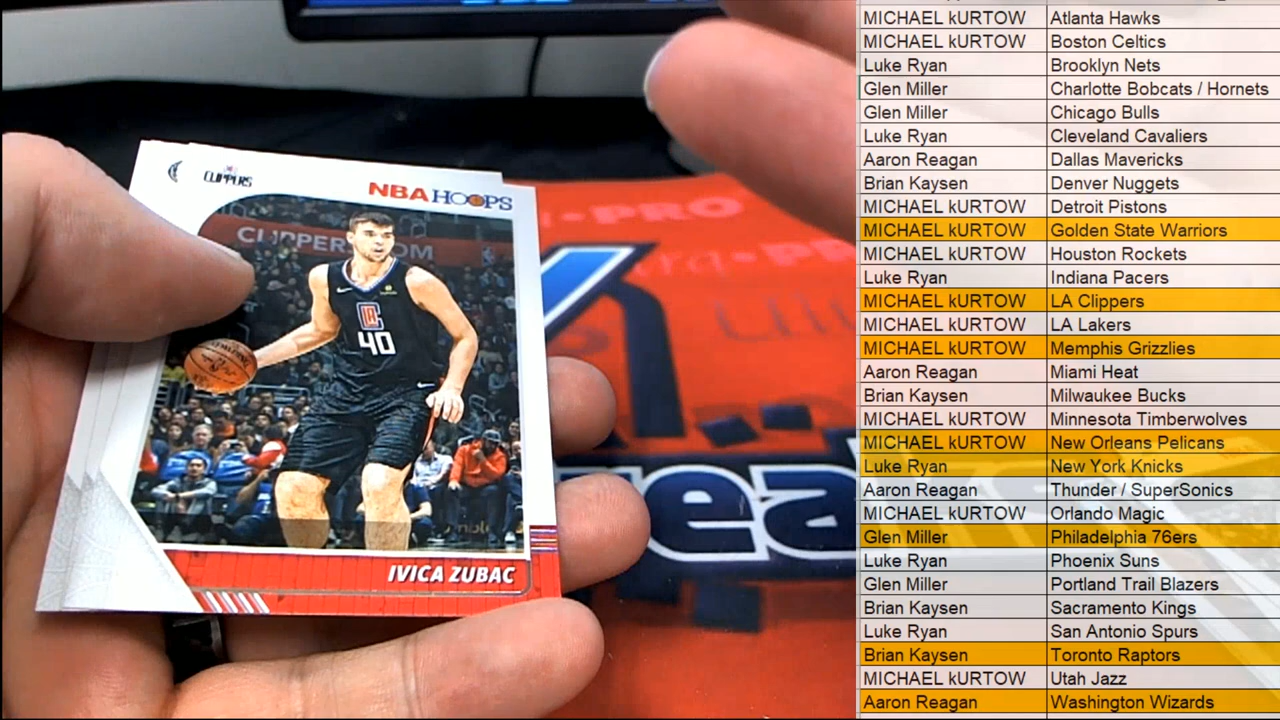 CLIPPERS
NBA HOOPS
CLIPPERS.COM
SPALDING
LA
40
IVICA ZUBAC
PRO
rea
MICHAEL kURTOW Atlanta Hawks
MICHAEL kURTOW Boston Celtics
Luke Ryan Brooklyn Nets
Glen Miller Charlotte Bobcats / Hornets
Glen Miller Chicago Bulls
Luke Ryan Cleveland Cavaliers
Aaron Reagan Dallas Mavericks
Brian Kaysen Denver Nuggets
MICHAEL kURTOW Detroit Pistons
MICHAEL kURTOW Golden State Warriors
MICHAEL kURTOW Houston Rockets
Luke Ryan Indiana Pacers
MICHAEL kURTOW LA Clippers
MICHAEL kURTOW LA Lakers
MICHAEL kURTOW Memphis Grizzlies
Aaron Reagan Miami Heat
Brian Kaysen Milwaukee Bucks
MICHAEL kURTOW Minnesota Timberwolves
MICHAEL kURTOW New Orleans Pelicans
Luke Ryan New York Knicks
Aaron Reagan Thunder / SuperSonics
MICHAEL kURTOW Orlando Magic
Glen Miller Philadelphia 76ers
Luke Ryan Phoenix Suns
Glen Miller Portland Trail Blazers
Brian Kaysen Sacramento Kings
Luke Ryan San Antonio Spurs
Brian Kaysen Toronto Raptors
MICHAEL kURTOW Utah Jazz
Aaron Reagan Washington Wizards